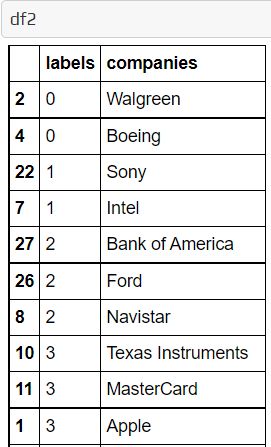 df2
labels companies
2 0 Walgreen
4 0 Boeing
22 1 Sony
7 1 Intel
27 2 Bank of America
26 2 Ford
8 2 Navistar
10 3 Texas Instruments
11 3 MasterCard
1 3 Apple